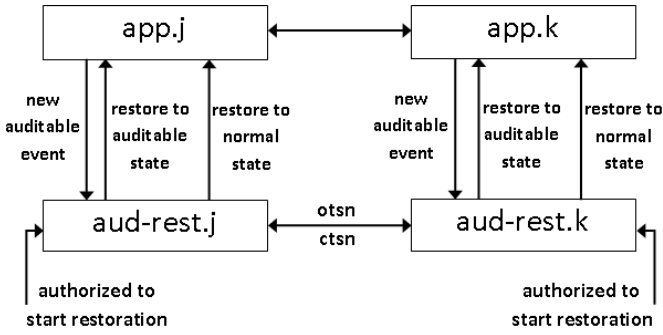 app.j
app.k
new
auditable
event
restore to
auditable
state
restore to
normal
state
new
auditable
event
restore to
auditable
state
restore to
normal
state
aud-rest.j
otsn
ctsn
aud-rest.k
authorized to
start restoration
authorized to
start restoration